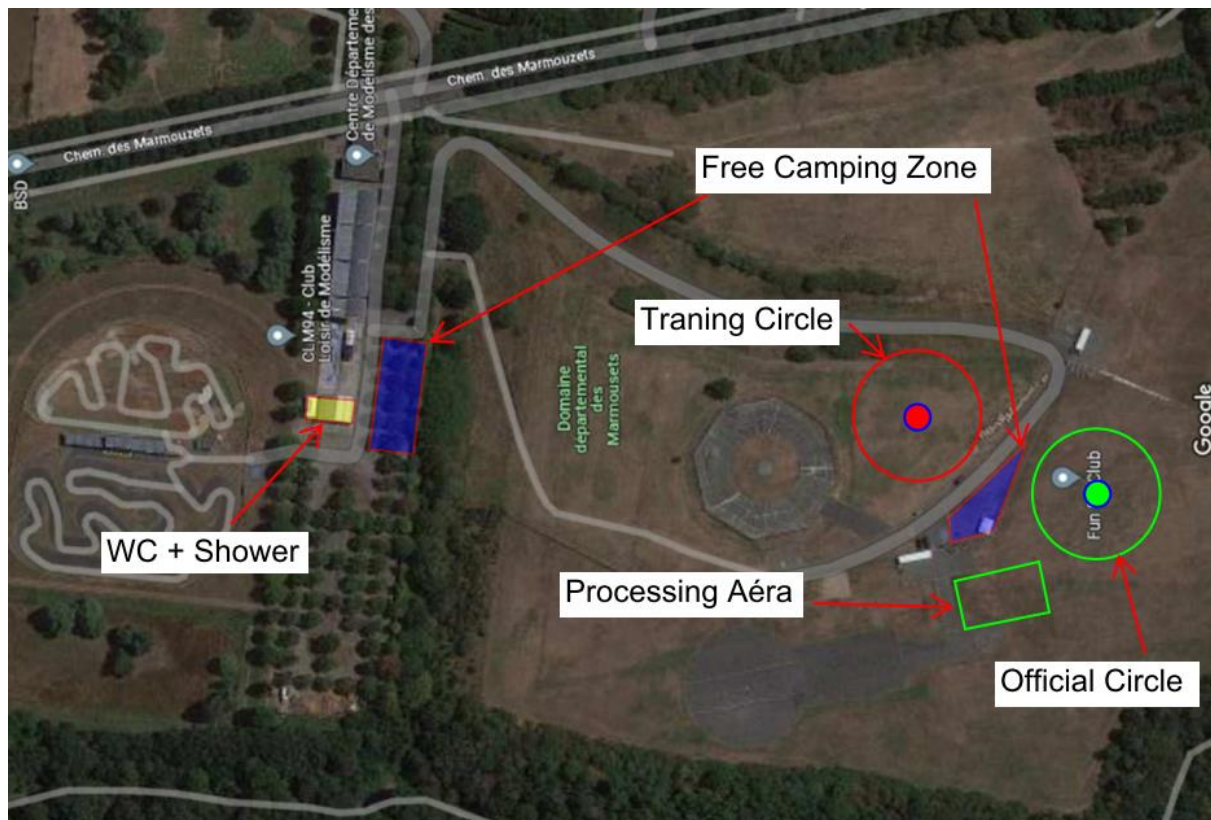 Centre Départeme
de Modélisme des
Chem. des Marmouzets
Chem. des Marmouzets
BSD
Free Camping Zone
CLM94 - Club
Loisir de Modélisme
Traning Circle
Domaine
départemental
des
Marmousets
Google
Fun
Club
WC + Shower
Processing Aéra
Official Circle